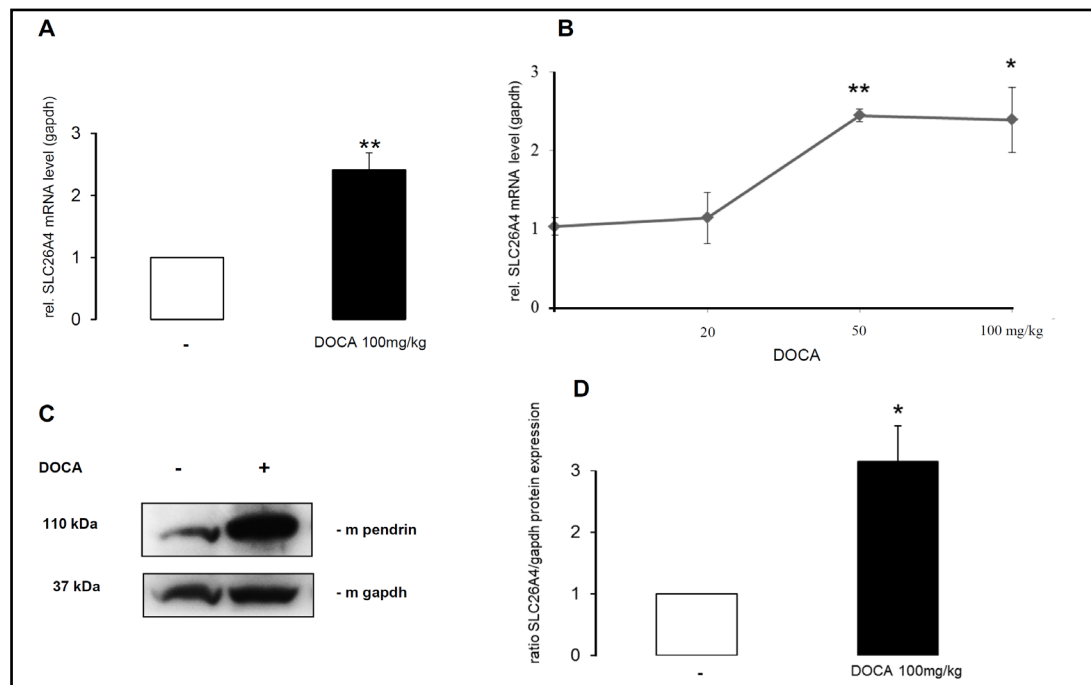 A
rel. SLC26A4 mRNA level (gapdh)
3
2
1
0
**
-
DOCA 100mg/kg
B
rel. SLC26A4 mRNA level (gapdh)
3
2
1
0
**
*
20
50
100 mg/kg
DOCA
C
DOCA
-
+
110 kDa
- m pendrin
37 kDa
- m gapdh
D
ratio SLC26A4/gapdh protein expression
3
2
1
0
*
-
DOCA 100mg/kg